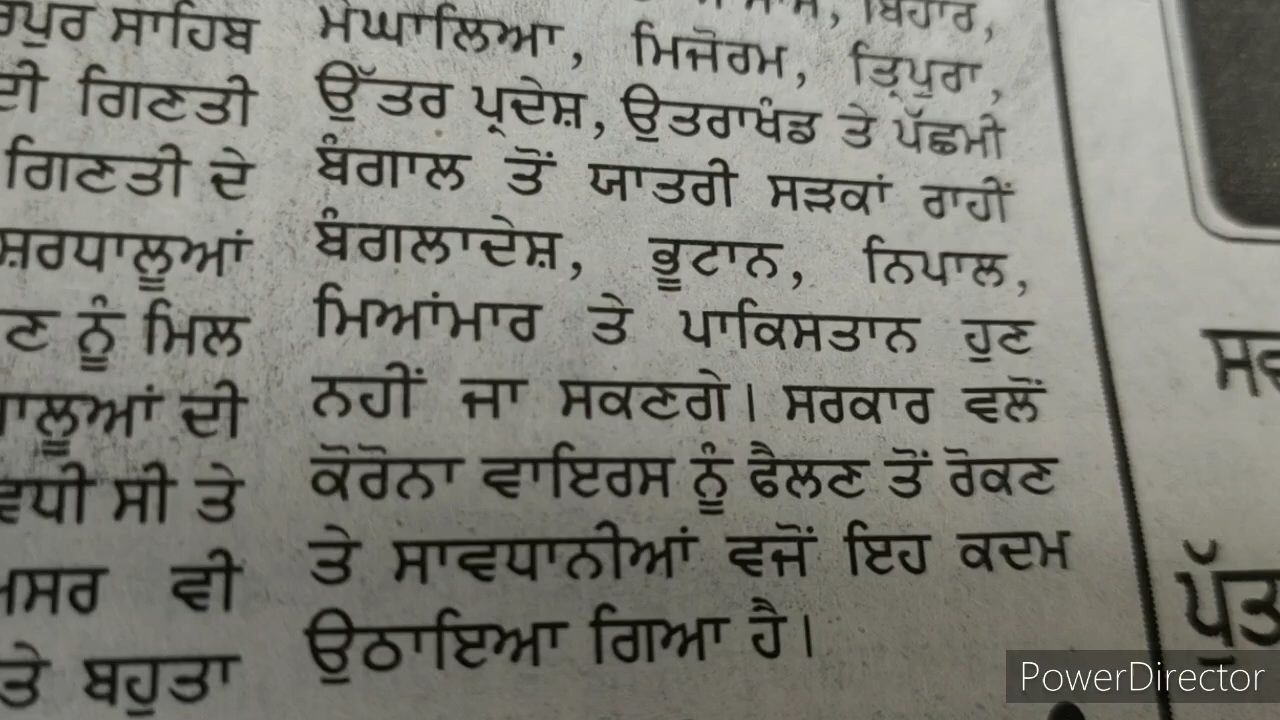 ਸਾਹਿਬ
ਗਿਣਤੀ
ਗਿਣਤੀ ਦੇ
ਸ਼ਰਧਾਲੂਆਂ
ਨੂੰ ਮਿਲ
ਦੀ
ਸੀ ਤੇ
ਵੀ
ਤੇ ਬਹੁਤਾ
ਬਿਹਾਰ,
ਮੇਘਾਲਿਆ, ਮਿਜੋਰਮ, ਤ੍ਰਿਪੁਰਾ,
ਉੱਤਰ ਪ੍ਰਦੇਸ਼, ਉਤਰਾਖੰਡ ਤੇ ਪੱਛਮੀ
ਬੰਗਾਲ ਤੋਂ ਯਾਤਰੀ ਸੜਕਾਂ ਰਾਹੀਂ
ਬੰਗਲਾਦੇਸ਼, ਭੂਟਾਨ, ਨਿਪਾਲ,
ਮਿਆਂਮਾਰ ਤੇ ਪਾਕਿਸਤਾਨ ਹੁਣ
ਨਹੀਂ ਜਾ ਸਕਣਗੇ। ਸਰਕਾਰ ਵਲੋਂ
ਕੋਰੋਨਾ ਵਾਇਰਸ ਨੂੰ ਫੈਲਣ ਤੋਂ ਰੋਕਣ
ਤੇ ਸਾਵਧਾਨੀਆਂ ਵਜੋਂ ਇਹ ਕਦਮ
ਉਠਾਇਆ ਗਿਆ ਹੈ।
PowerDirector